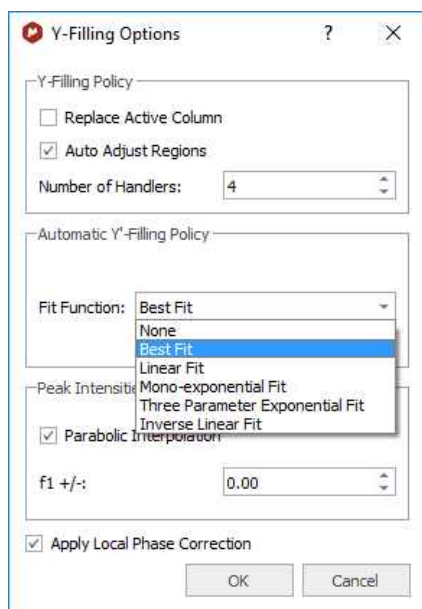 Y-Filling Options
?
Y-Filling Policy
Replace Active Column
Auto Adjust Regions
Number of Handlers: 4
Automatic Y'-Filling Policy
Fit Function: Best Fit
None
Best Fit
Linear Fit
Mono-exponential Fit
Three Parameter Exponential Fit
Inverse Linear Fit
Peak Intensitie
Parabolic Interpolation
f1 +/-: 0.00
Apply Local Phase Correction
OK Cancel